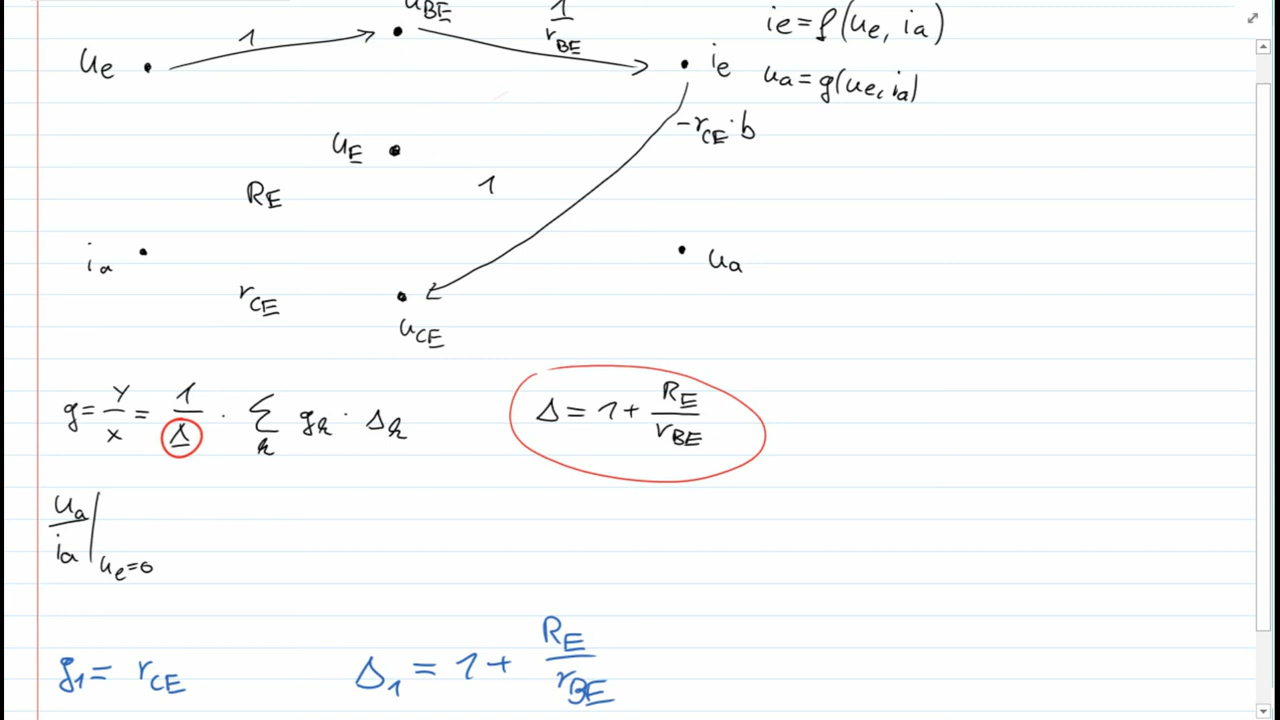 u_BE 1/r_BE i_e = f(u_e, i_a)
u_e 1 i_e u_a = g(u_e, i_a)
-r_CE · b
u_E 1
R_E
i_a u_a
r_CE
u_CE
g = y/x = 1/Δ · Σ_k g_k · Δ_k Δ = 1 + R_E/r_BE
u_a/i_a |u_e=0
g_1 = r_CE Δ_1 = 1 + R_E/r_BE